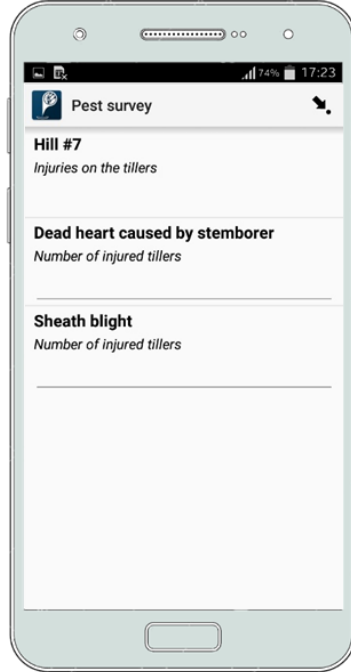 74% 17:23
Pest survey
Hill #7
Injuries on the tillers
Dead heart caused by stemborer
Number of injured tillers
Sheath blight
Number of injured tillers